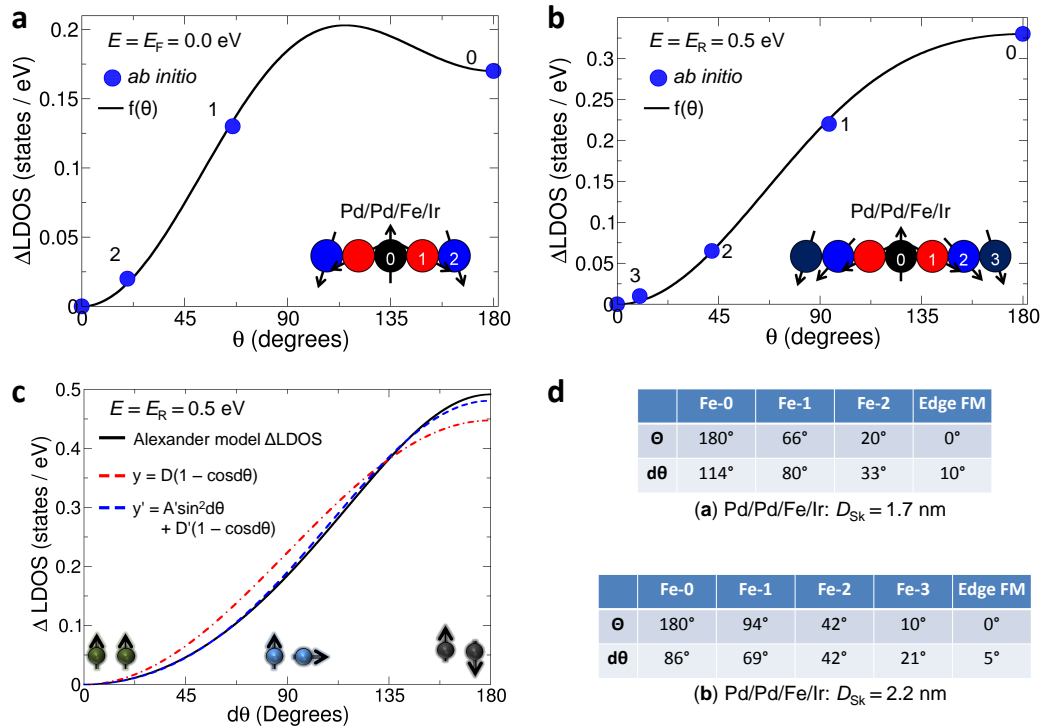 a
E = E_F = 0.0 eV
ab initio
f(θ)
0
1
2
Pd/Pd/Fe/Ir
0 1 2
0.2
0.15
0.1
0.05
0
0 45 90 135 180
θ (degrees)
ΔLDOS (states / eV)
b
E = E_R = 0.5 eV
ab initio
f(θ)
0
1
2
3
Pd/Pd/Fe/Ir
0 1 2 3
0.35
0.3
0.25
0.2
0.15
0.1
0.05
0
0 45 90 135 180
θ (degrees)
ΔLDOS (states / eV)
c
E = E_R = 0.5 eV
Alexander model ΔLDOS
y = D(1 – cosdθ)
y' = A'sin²dθ
+ D'(1 – cosdθ)
0.5
0.4
0.3
0.2
0.1
0
0 45 90 135 180
dθ (Degrees)
Δ LDOS (states / eV)
d
Fe-0 Fe-1 Fe-2 Edge FM
Θ 180° 66° 20° 0°
dθ 114° 80° 33° 10°
(a) Pd/Pd/Fe/Ir: D_Sk = 1.7 nm
Fe-0 Fe-1 Fe-2 Fe-3 Edge FM
Θ 180° 94° 42° 10° 0°
dθ 86° 69° 42° 21° 5°
(b) Pd/Pd/Fe/Ir: D_Sk = 2.2 nm